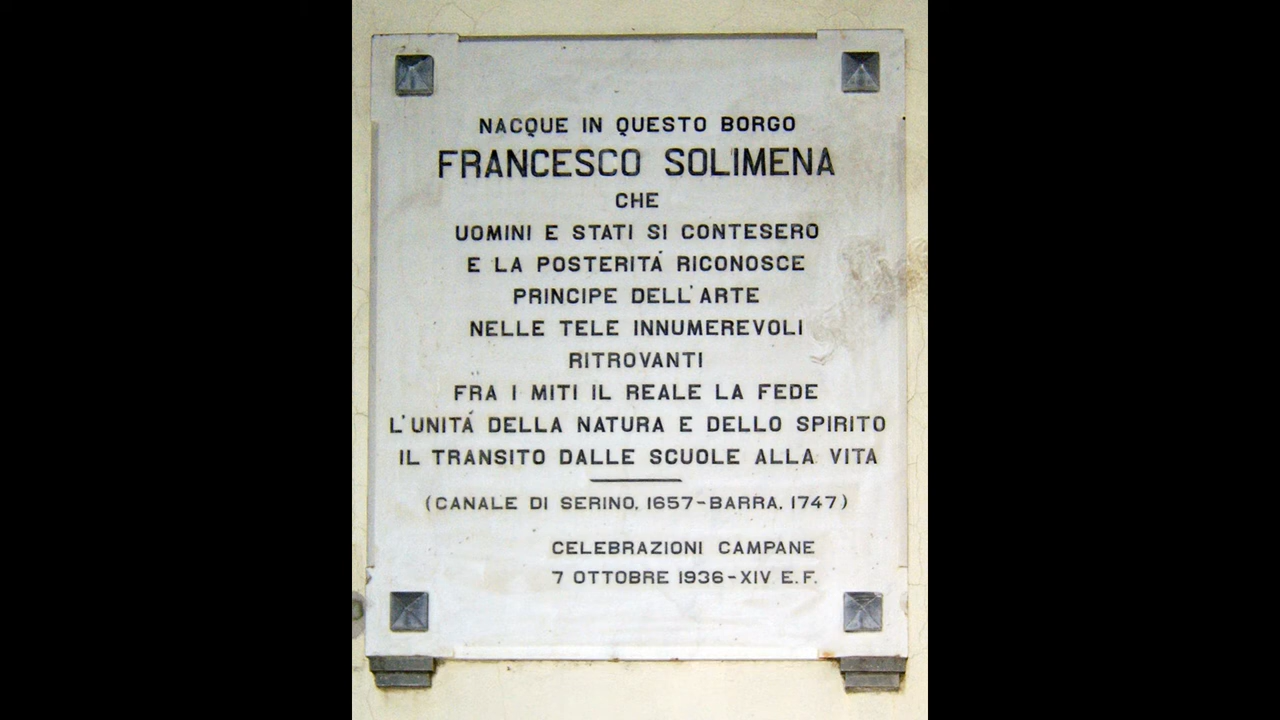 NACQUE IN QUESTO BORGO
FRANCESCO SOLIMENA
CHE
UOMINI E STATI SI CONTESERO
E LA POSTERITÁ RICONOSCE
PRINCIPE DELL'ARTE
NELLE TELE INNUMEREVOLI
RITROVANTI
FRA I MITI IL REALE LA FEDE
L'UNITÁ DELLA NATURA E DELLO SPIRITO
IL TRANSITO DALLE SCUOLE ALLA VITA
(CANALE DI SERINO, 1657-BARRA, 1747)
CELEBRAZIONI CAMPANE
7 OTTOBRE 1936-XIV E.F.